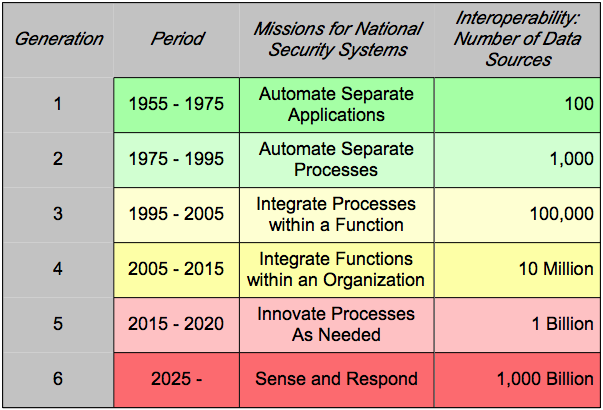 Generation
Period
Missions for National
Security Systems
Interoperability:
Number of Data
Sources
1
1955 - 1975
Automate Separate
Applications
100
2
1975 - 1995
Automate Separate
Processes
1,000
3
1995 - 2005
Integrate Processes
within a Function
100,000
4
2005 - 2015
Integrate Functions
within an Organization
10 Million
5
2015 - 2020
Innovate Processes
As Needed
1 Billion
6
2025 -
Sense and Respond
1,000 Billion